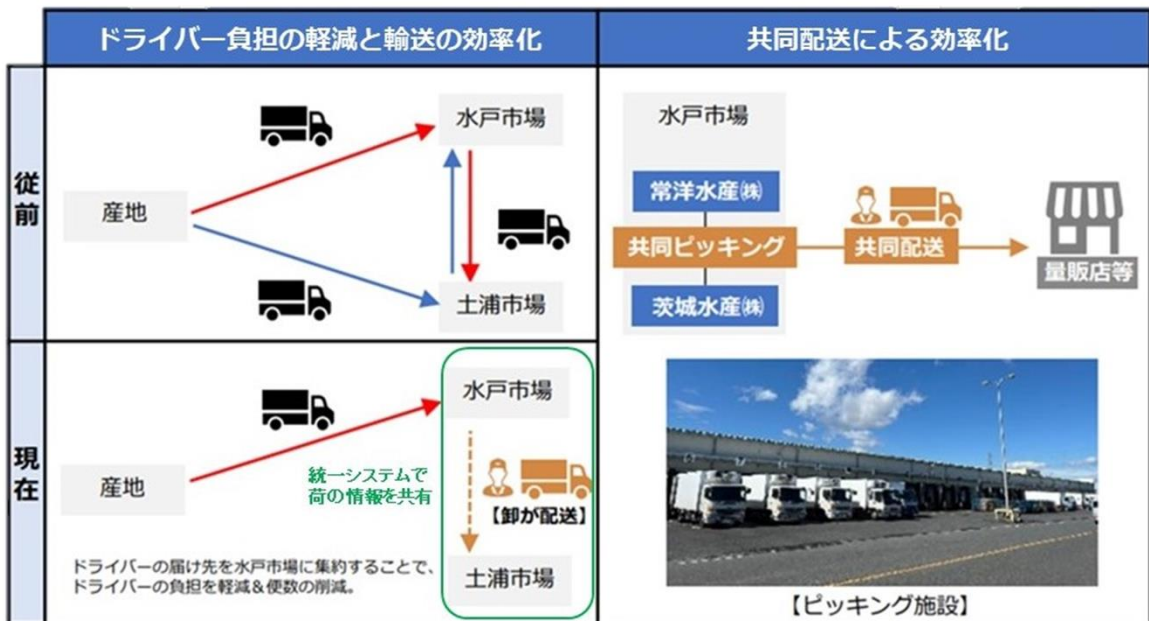 ドライバー負担の軽減と輸送の効率化
共同配送による効率化
従前
産地
水戸市場
土浦市場
水戸市場
常洋水産㈱
共同ピッキング
茨城水産㈱
共同配送
量販店等
現在
産地
水戸市場
統一システムで
荷の情報を共有
【卸が配送】
土浦市場
ドライバーの届け先を水戸市場に集約することで、
ドライバーの負担を軽減&便数の削減。
【ピッキング施設】